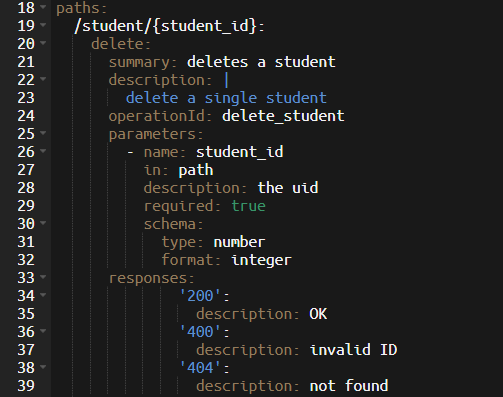 18 paths:
19 /student/{student_id}:
20 delete:
21 summary: deletes a student
22 description: |
23 delete a single student
24 operationId: delete_student
25 parameters:
26 - name: student_id
27 in: path
28 description: the uid
29 required: true
30 schema:
31 type: number
32 format: integer
33 responses:
34 '200':
35 description: OK
36 '400':
37 description: invalid ID
38 '404':
39 description: not found